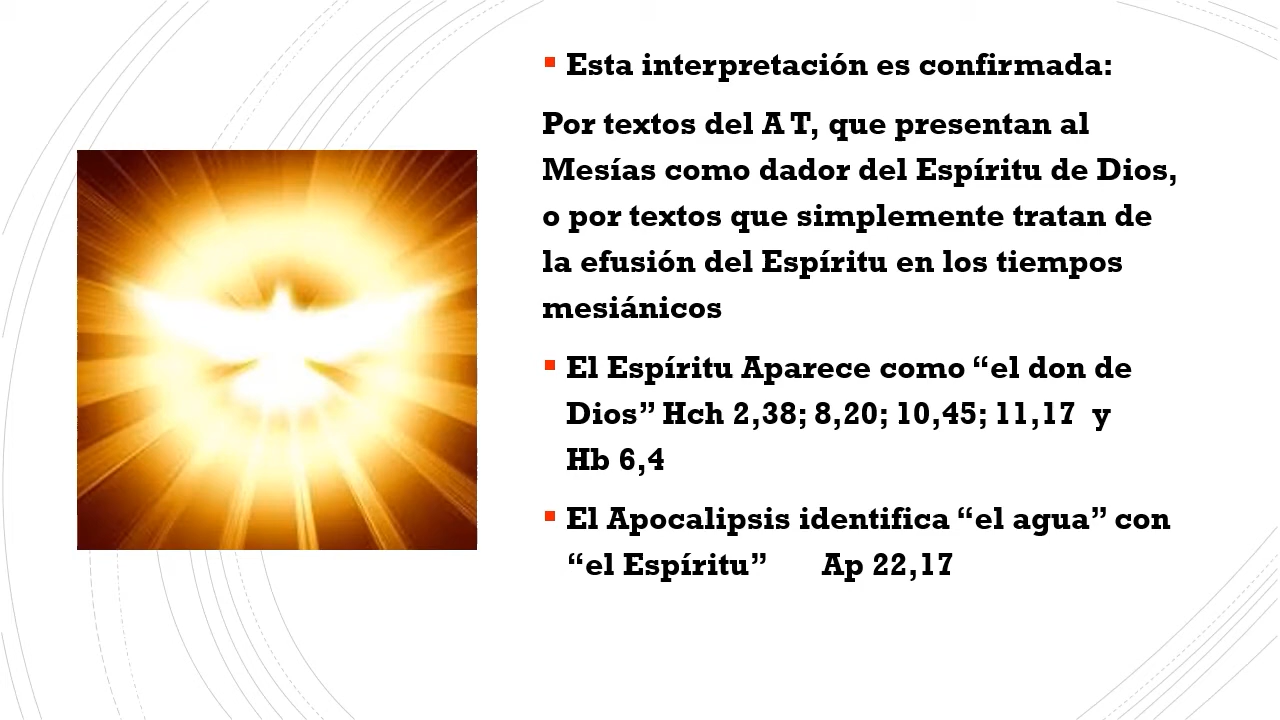 Esta interpretación es confirmada:
Por textos del A T, que presentan al
Mesías como dador del Espíritu de Dios,
o por textos que simplemente tratan de
la efusión del Espíritu en los tiempos
mesiánicos
El Espíritu Aparece como “el don de
Dios” Hch 2,38; 8,20; 10,45; 11,17 y
Hb 6,4
El Apocalipsis identifica “el agua” con
“el Espíritu” Ap 22,17